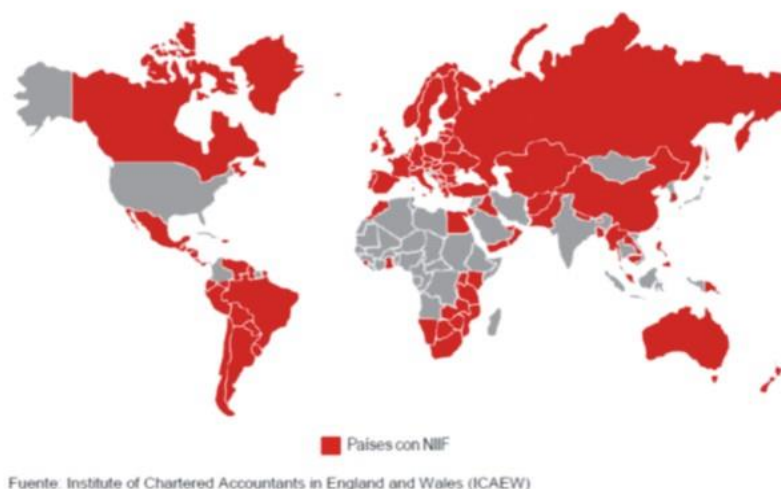 Países con NIIF
Fuente: Institute of Chartered Accountants in England and Wales (ICAEW)